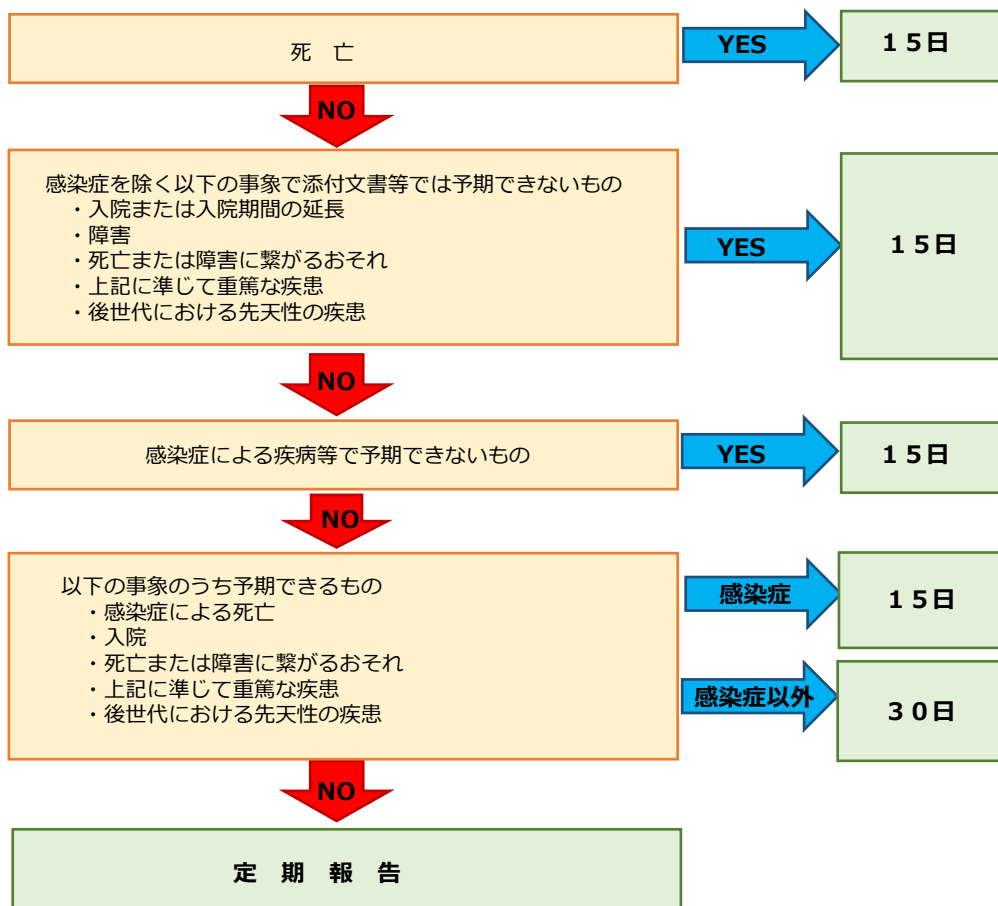 死 亡
YES
１５日
NO
感染症を除く以下の事象で添付文書等では予期できないもの
・入院または入院期間の延長
・障害
・死亡または障害に繋がるおそれ
・上記に準じて重篤な疾患
・後世代における先天性の疾患
YES
１５日
NO
感染症による疾病等で予期できないもの
YES
１５日
NO
以下の事象のうち予期できるもの
・感染症による死亡
・入院
・死亡または障害に繋がるおそれ
・上記に準じて重篤な疾患
・後世代における先天性の疾患
感染症
１５日
感染症以外
３０日
NO
定 期 報 告